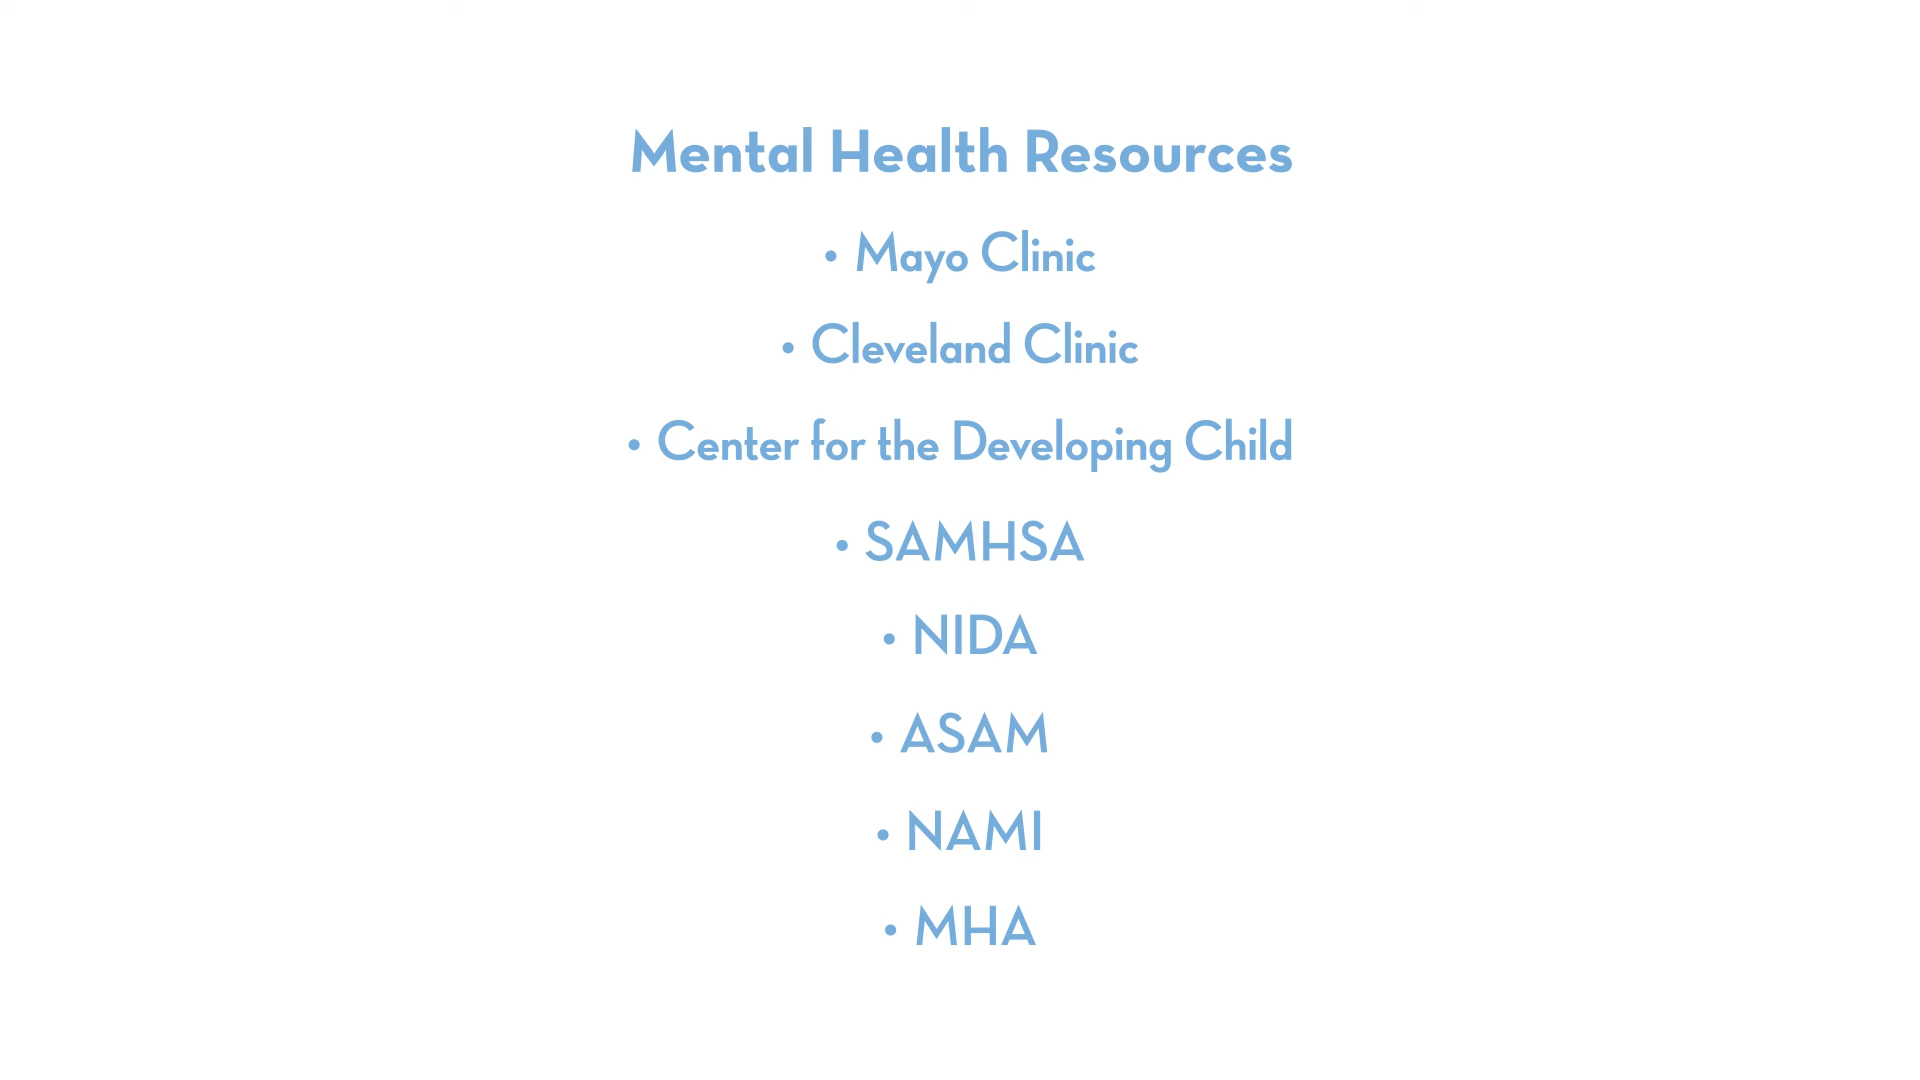 Mental Health Resources
• Mayo Clinic
• Cleveland Clinic
• Center for the Developing Child
• SAMHSA
• NIDA
• ASAM
• NAMI
• MHA